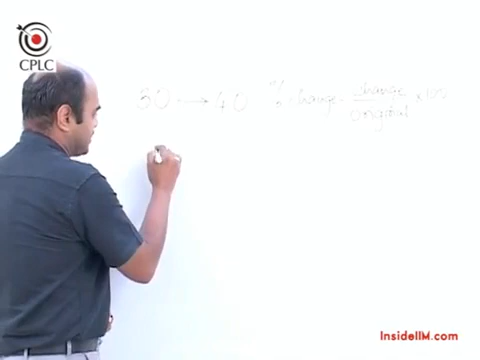 CPLC
30 → 40 % change = change / original × 100
InsideIIM.com